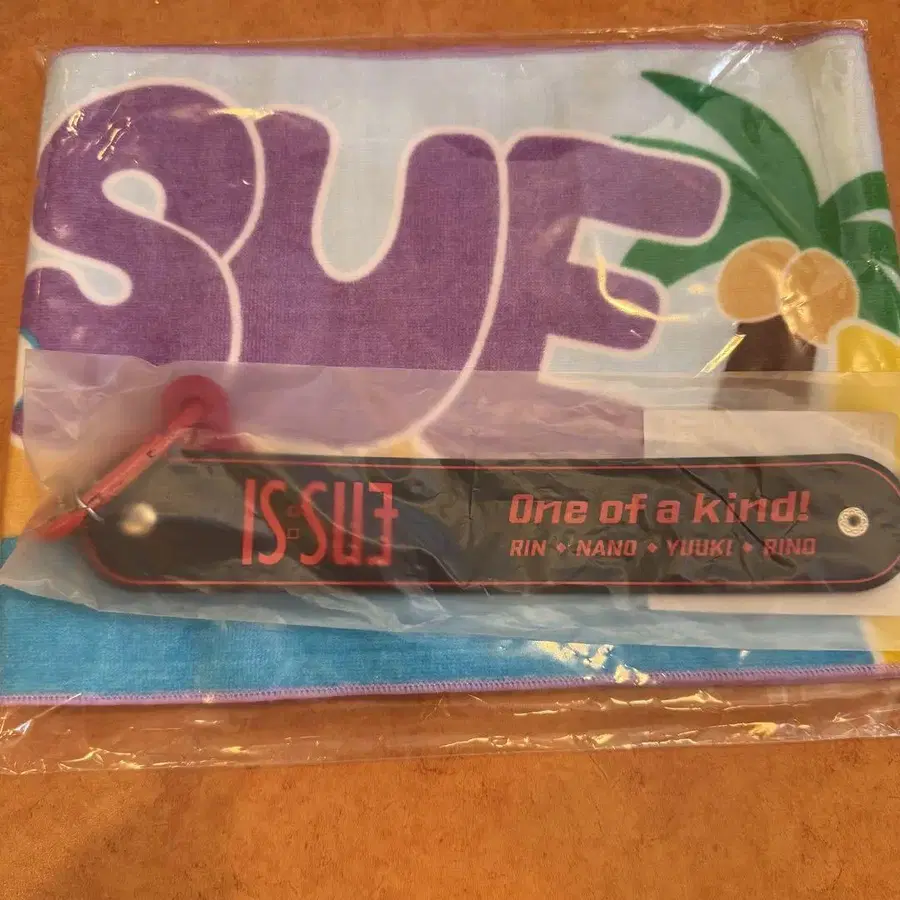 SUE
IS:SUE
One of a kind!
RIN ◆ NANO ◆ YUUKI ◆ RINO